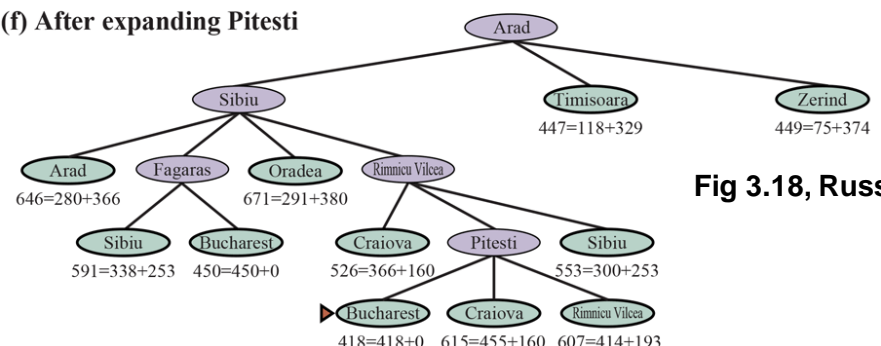 (f) After expanding Pitesti
Arad
Sibiu
Timisoara
Zerind
447=118+329
449=75+374
Arad
Fagaras
Oradea
Rimnicu Vilcea
646=280+366
671=291+380
Fig 3.18, Russ
Sibiu
Bucharest
Craiova
Pitesti
Sibiu
591=338+253
450=450+0
526=366+160
553=300+253
Bucharest
Craiova
Rimnicu Vilcea
418=418+0
615=455+160
607=414+193